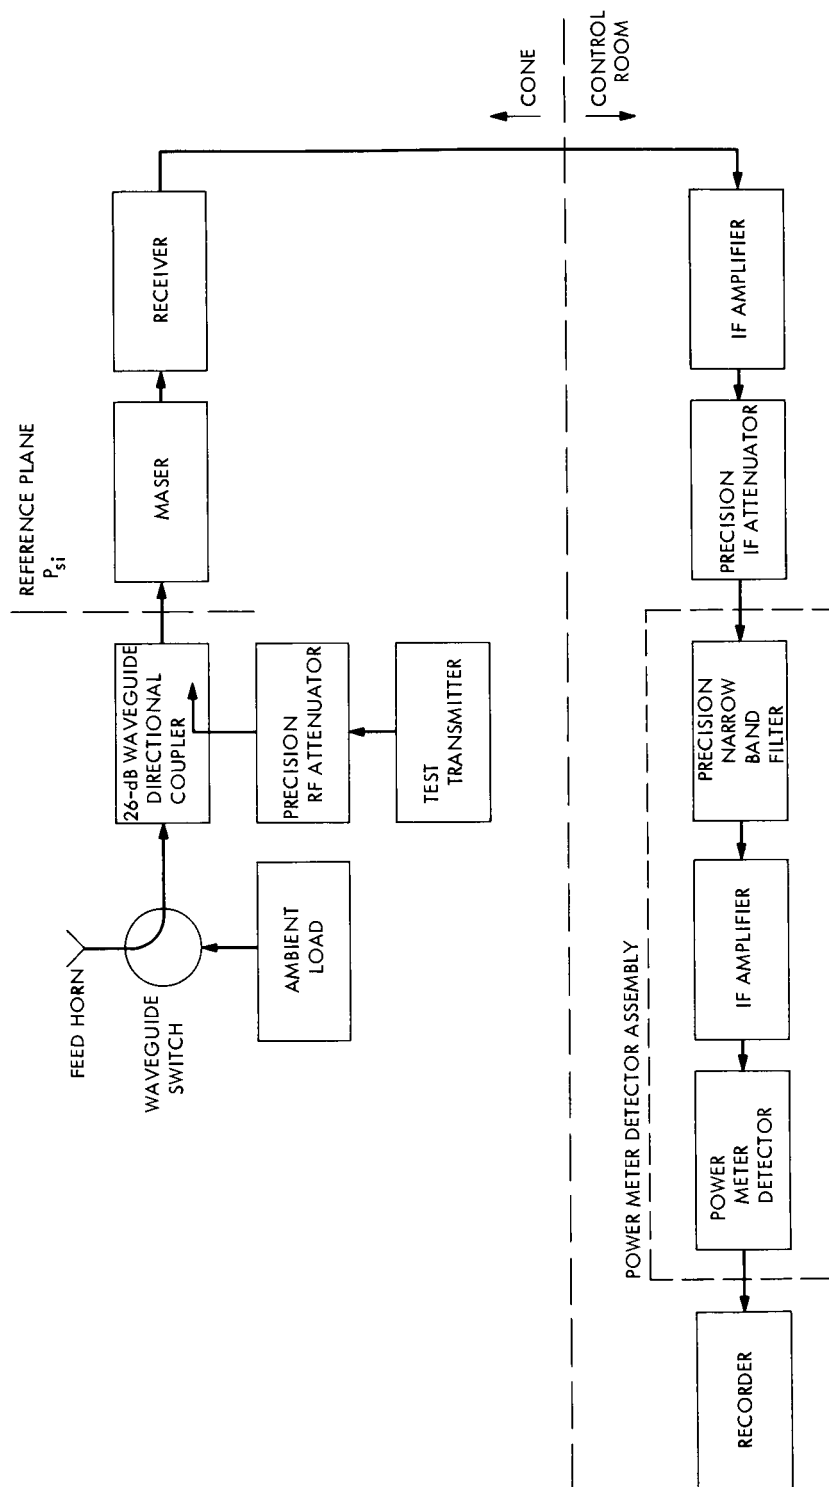 REFERENCE PLANE
Psi
FEED HORN
WAVEGUIDE
SWITCH
AMBIENT
LOAD
26-dB WAVEGUIDE
DIRECTIONAL
COUPLER
PRECISION
RF ATTENUATOR
TEST
TRANSMITTER
MASER
RECEIVER
CONE
CONTROL
ROOM
IF AMPLIFIER
PRECISION
IF ATTENUATOR
POWER METER DETECTOR ASSEMBLY
PRECISION
NARROW
BAND
FILTER
IF AMPLIFIER
POWER
METER
DETECTOR
RECORDER